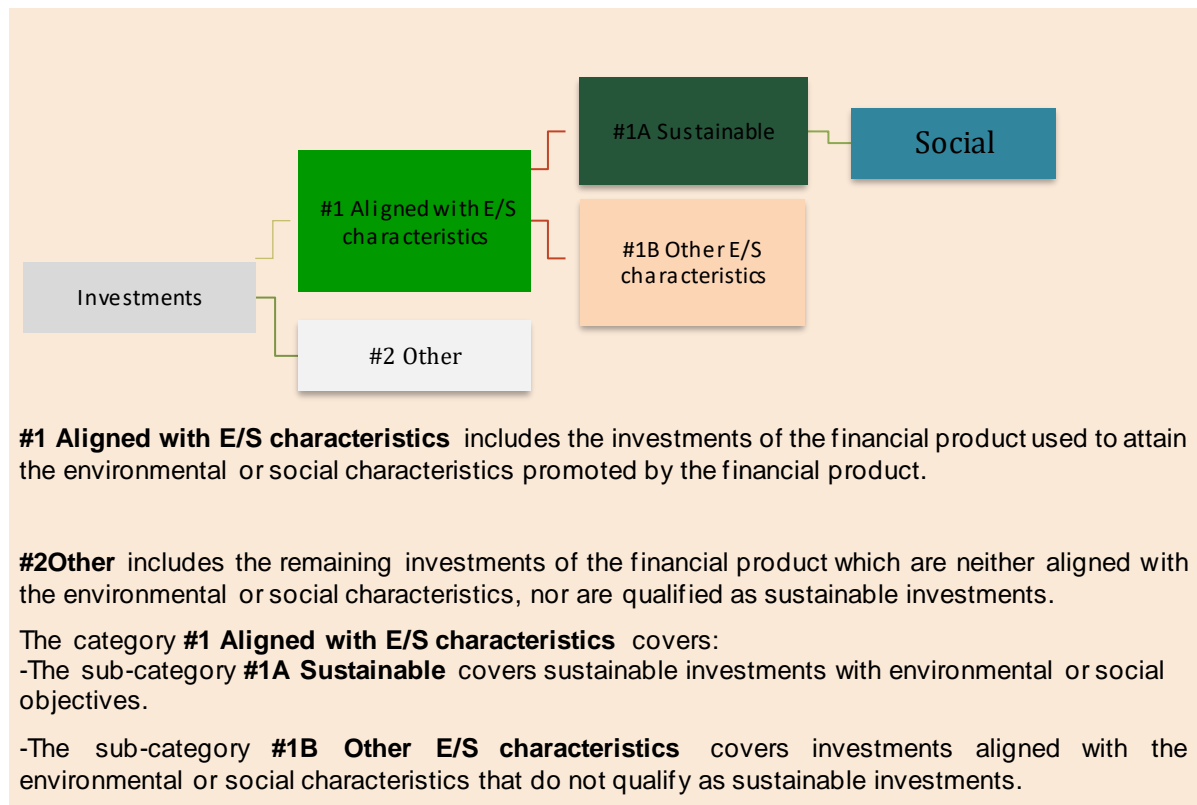 #1A Sustainable
Social
#1 Aligned with E/S
characteristics
#1B Other E/S
characteristics
Investments
#2 Other
#1 Aligned with E/S characteristics includes the investments of the financial product used to attain
the environmental or social characteristics promoted by the financial product.
#2Other includes the remaining investments of the financial product which are neither aligned with
the environmental or social characteristics, nor are qualified as sustainable investments.
The category #1 Aligned with E/S characteristics covers:
-The sub-category #1A Sustainable covers sustainable investments with environmental or social
objectives.
-The sub-category #1B Other E/S characteristics covers investments aligned with the
environmental or social characteristics that do not qualify as sustainable investments.